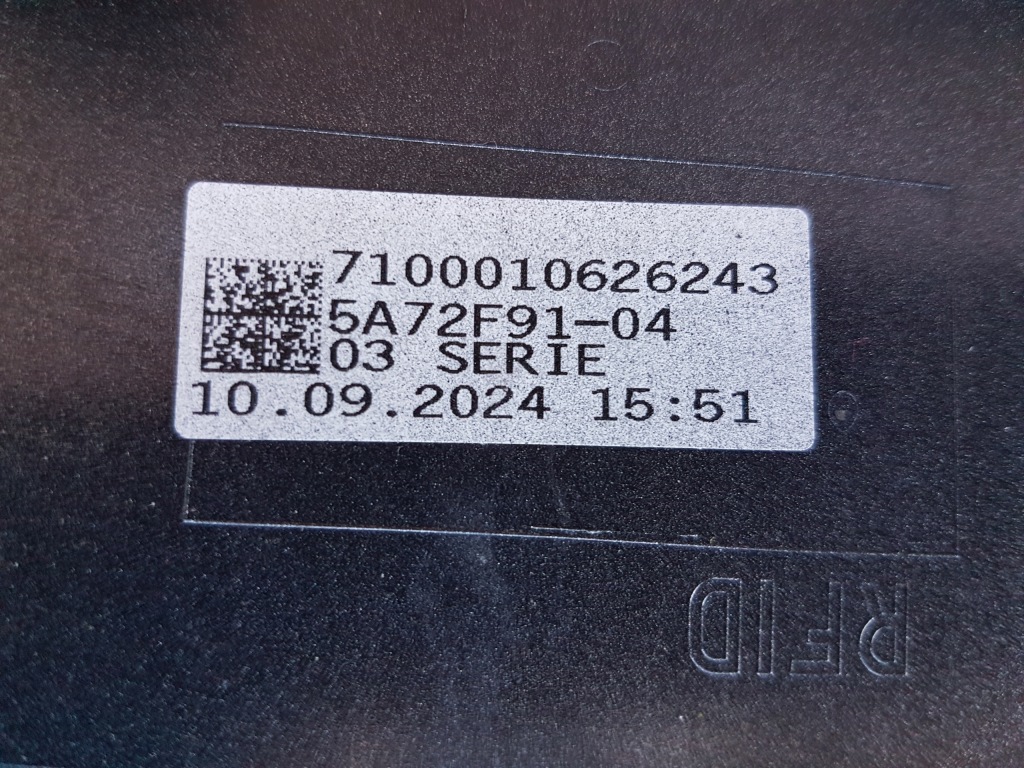 7100010626243
5A72F91-04
03 SERIE
10.09.2024 15:51
RFID